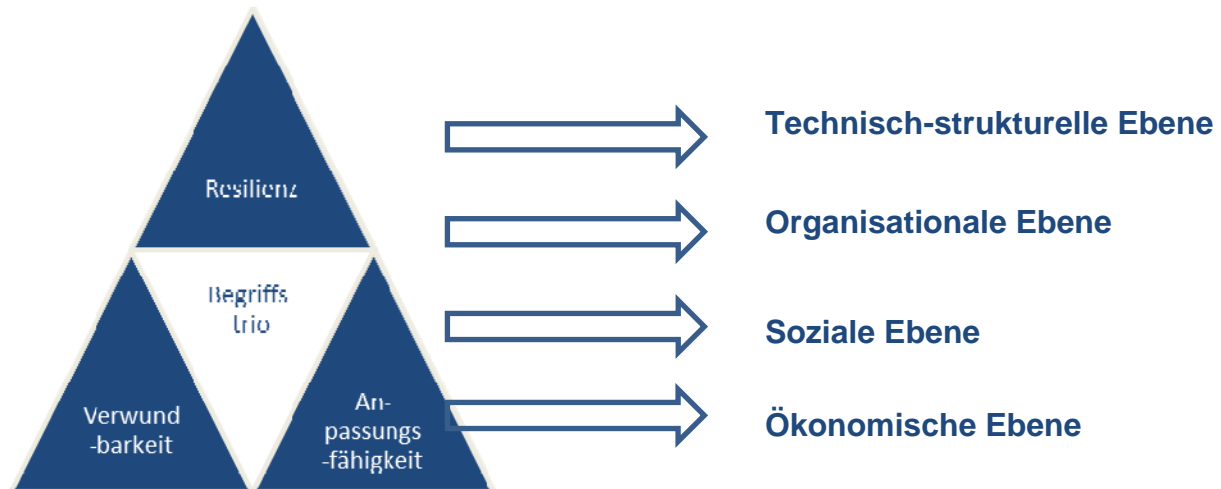 Resilienz
Begriffs
trio
Verwund
-barkeit
An-
passungs
-fähigkeit
Technisch-strukturelle Ebene
Organisationale Ebene
Soziale Ebene
Ökonomische Ebene